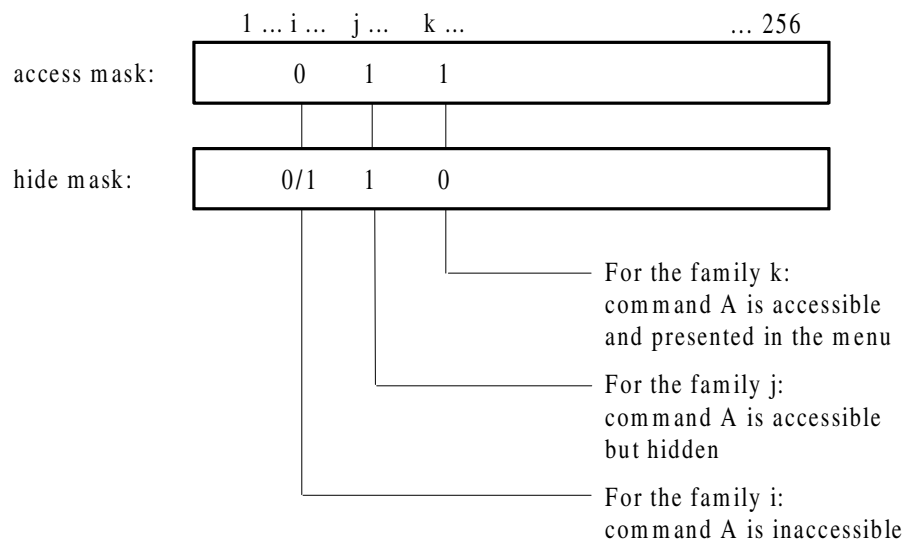 1 ... i ... j ... k ... ... 256
access mask: 0 1 1
hide mask: 0/1 1 0
For the family k:
command A is accessible
and presented in the menu
For the family j:
command A is accessible
but hidden
For the family i:
command A is inaccessible